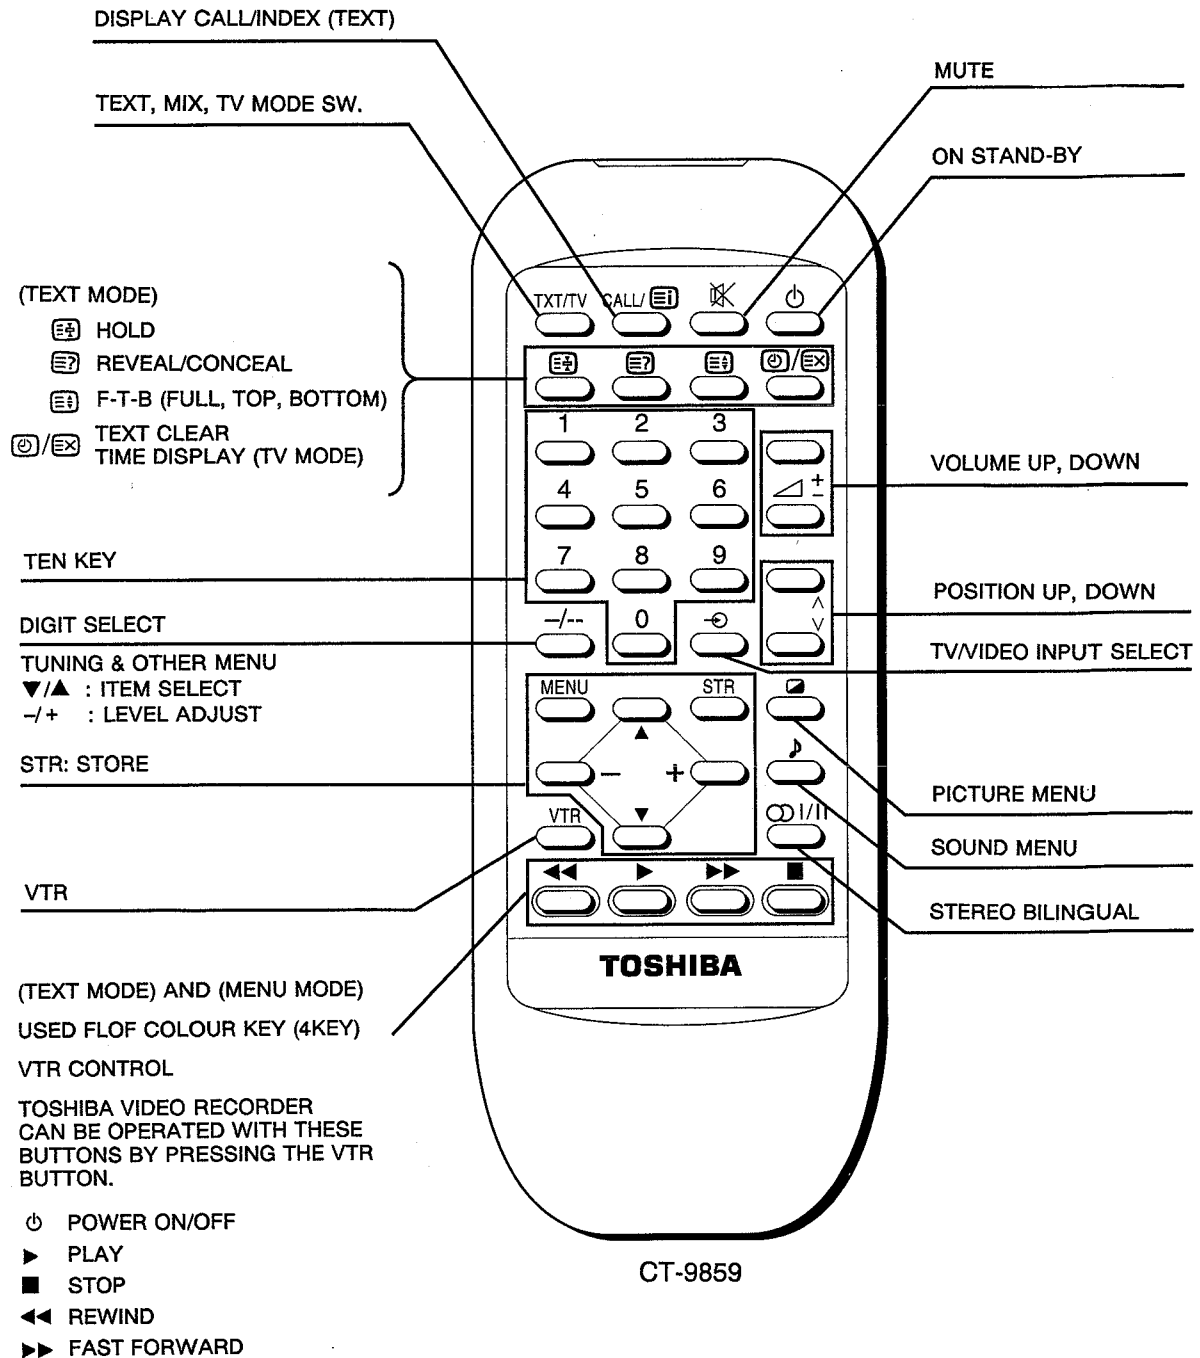 DISPLAY CALL/INDEX (TEXT)
TEXT, MIX, TV MODE SW.
MUTE
ON STAND-BY
(TEXT MODE)
HOLD
REVEAL/CONCEAL
F-T-B (FULL, TOP, BOTTOM)
TEXT CLEAR
TIME DISPLAY (TV MODE)
TEN KEY
DIGIT SELECT
TUNING & OTHER MENU
▼/▲ : ITEM SELECT
–/+ : LEVEL ADJUST
STR: STORE
VTR
TXT/TV CALL/
1 2 3
4 5 6
7 8 9
–/-- 0
+
–
MENU STR
▲
– +
▼
VTR I/II
◀◀ ▶ ▶▶ ■
TOSHIBA
VOLUME UP, DOWN
POSITION UP, DOWN
TV/VIDEO INPUT SELECT
PICTURE MENU
SOUND MENU
STEREO BILINGUAL
(TEXT MODE) AND (MENU MODE)
USED FLOF COLOUR KEY (4KEY)
VTR CONTROL
TOSHIBA VIDEO RECORDER
CAN BE OPERATED WITH THESE
BUTTONS BY PRESSING THE VTR
BUTTON.
POWER ON/OFF
▶ PLAY
■ STOP
◀◀ REWIND
▶▶ FAST FORWARD
CT-9859